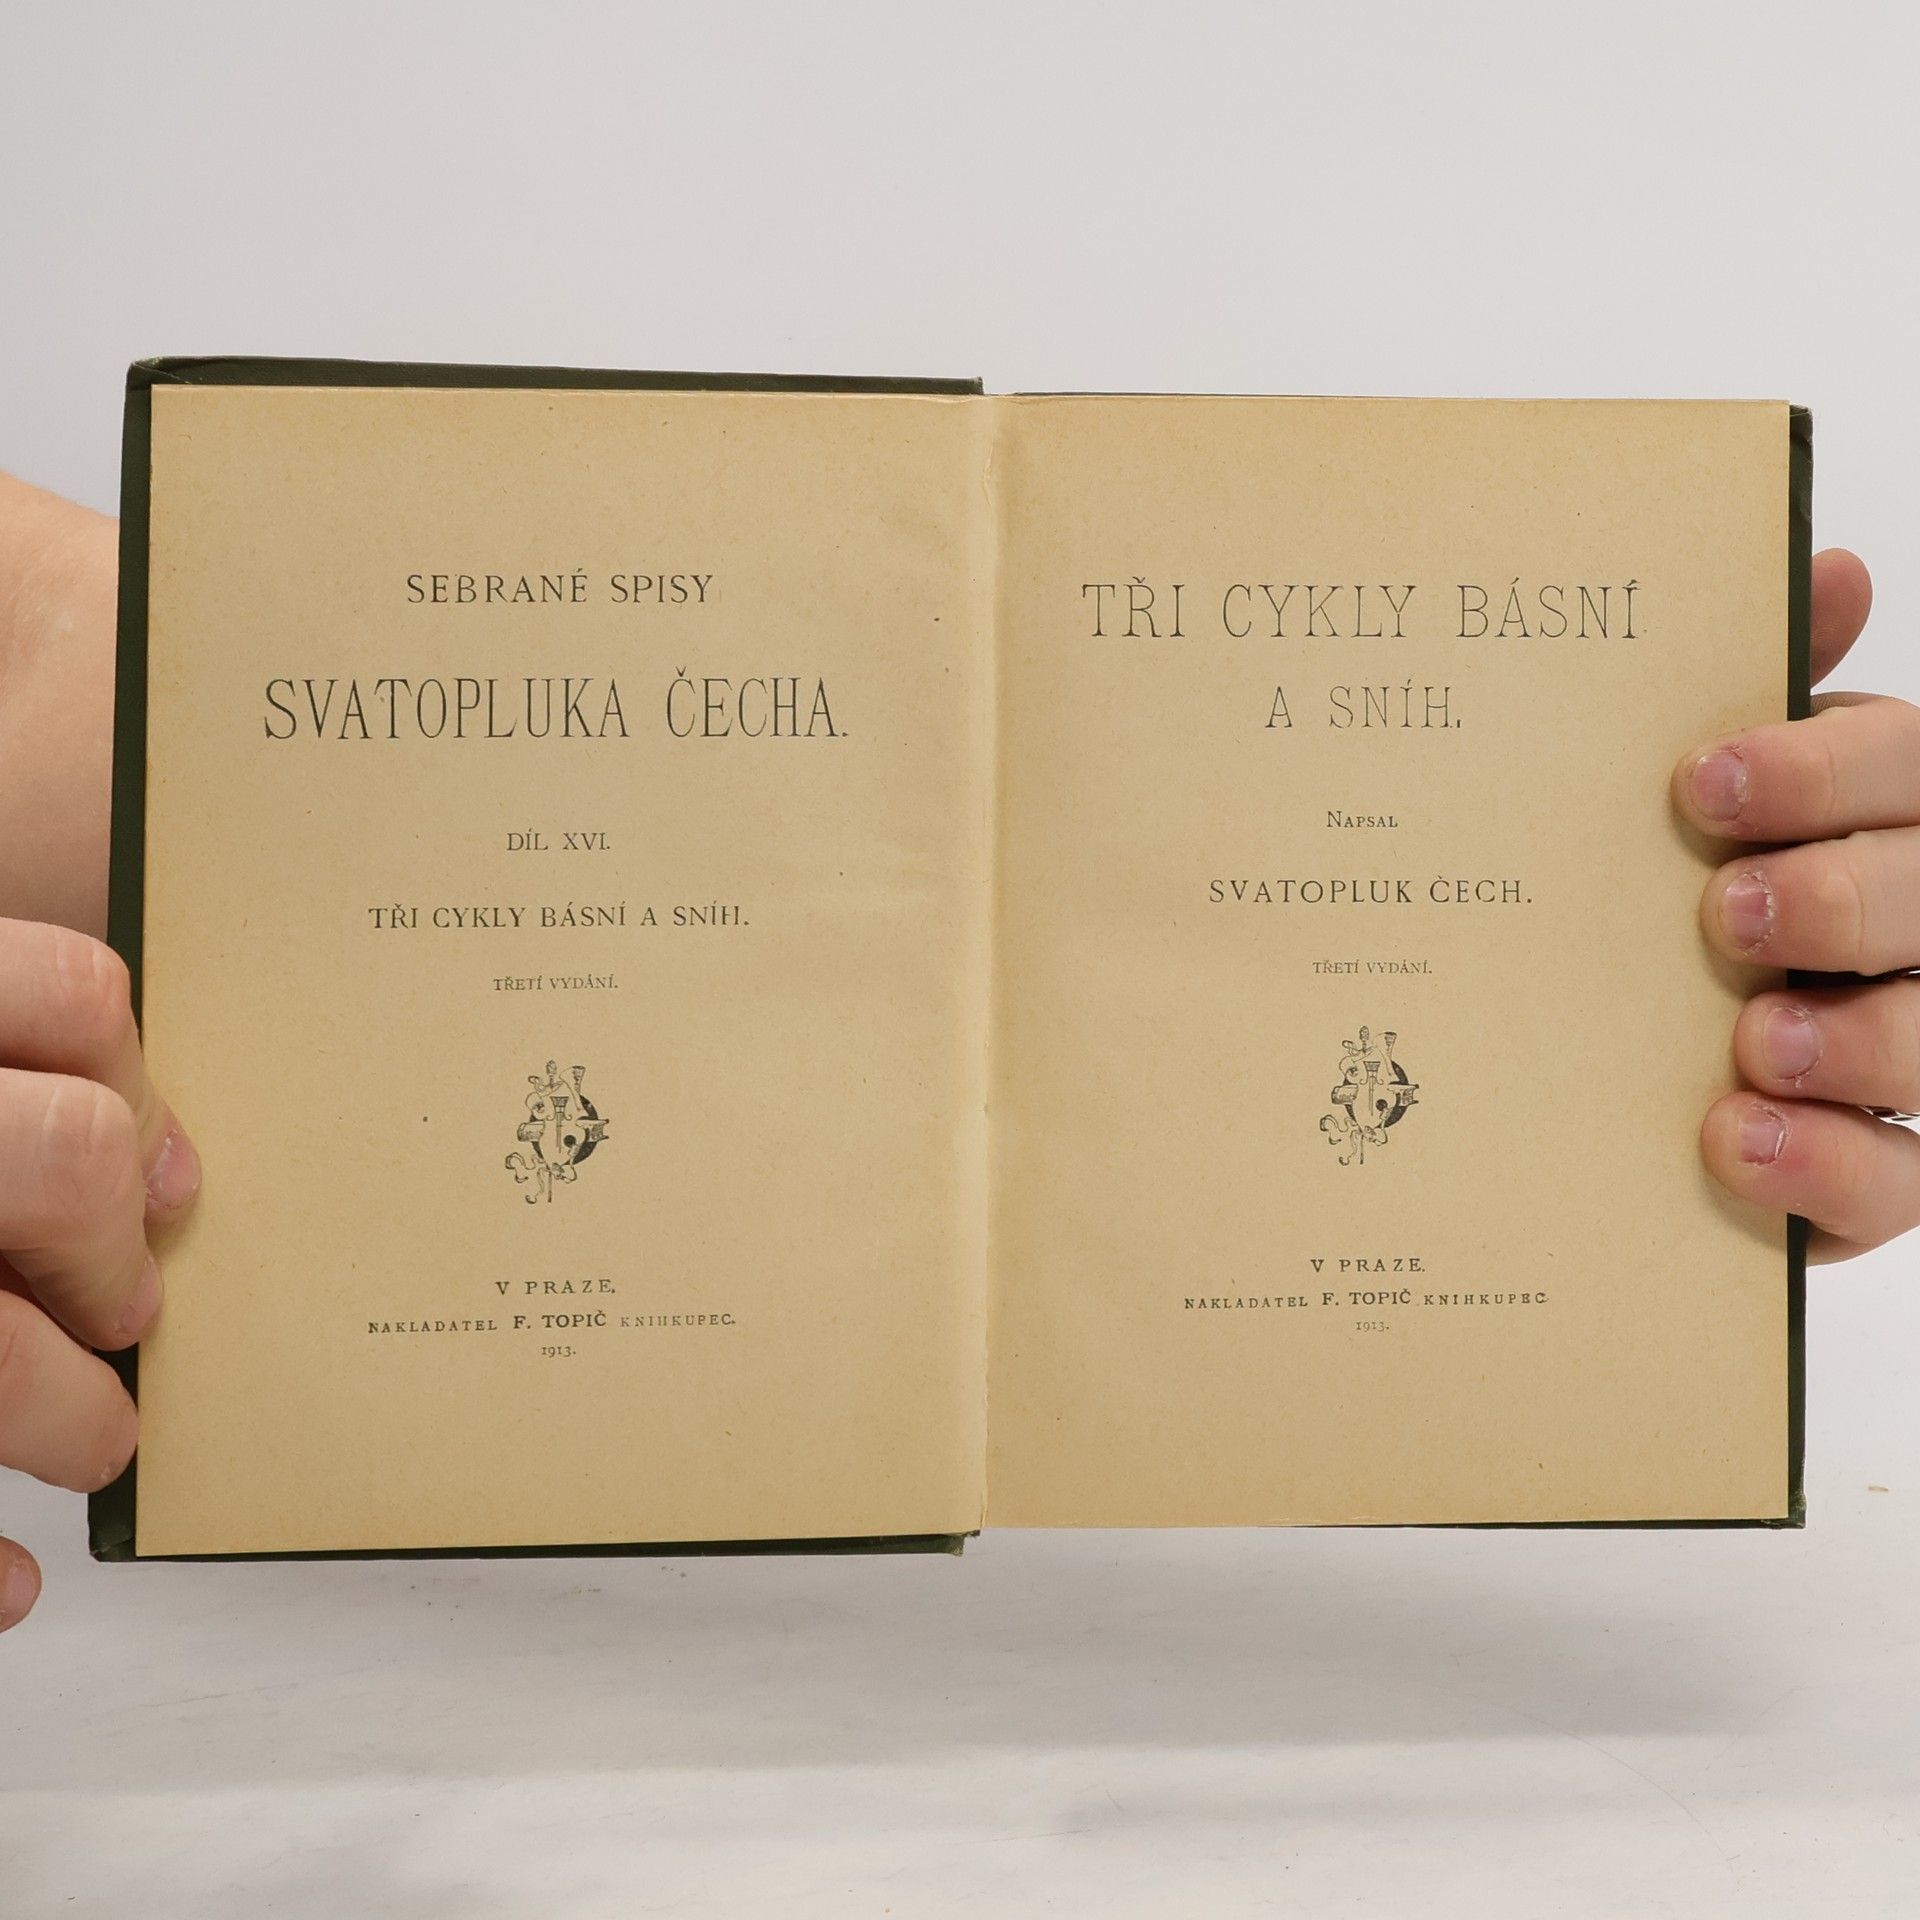 SEBRANÉ SPISY
SVATOPLUKA ČECHA.
DÍL XVI.
TŘI CYKLY BÁSNÍ A SNÍH.
TŘETÍ VYDÁNÍ.
V PRAZE.
NAKLADATEL F. TOPIČ KNIHKUPEC.
1913.
TŘI CYKLY BÁSNÍ
A SNÍH.
NAPSAL
SVATOPLUK ČECH.
TŘETÍ VYDÁNÍ.
V PRAZE.
NAKLADATEL F. TOPIČ KNIHKUPEC
1913.